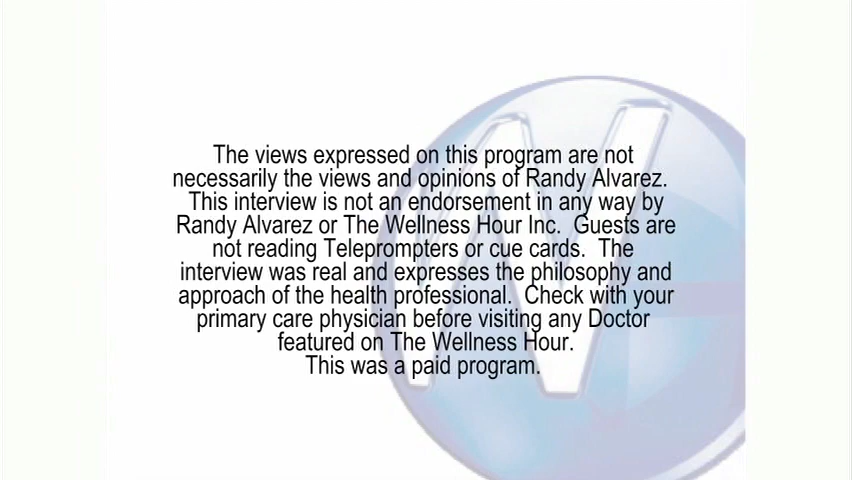 The views expressed on this program are not
necessarily the views and opinions of Randy Alvarez.
This interview is not an endorsement in any way by
Randy Alvarez or The Wellness Hour Inc. Guests are
not reading Teleprompters or cue cards. The
interview was real and expresses the philosophy and
approach of the health professional. Check with your
primary care physician before visiting any Doctor
featured on The Wellness Hour.
This was a paid program.